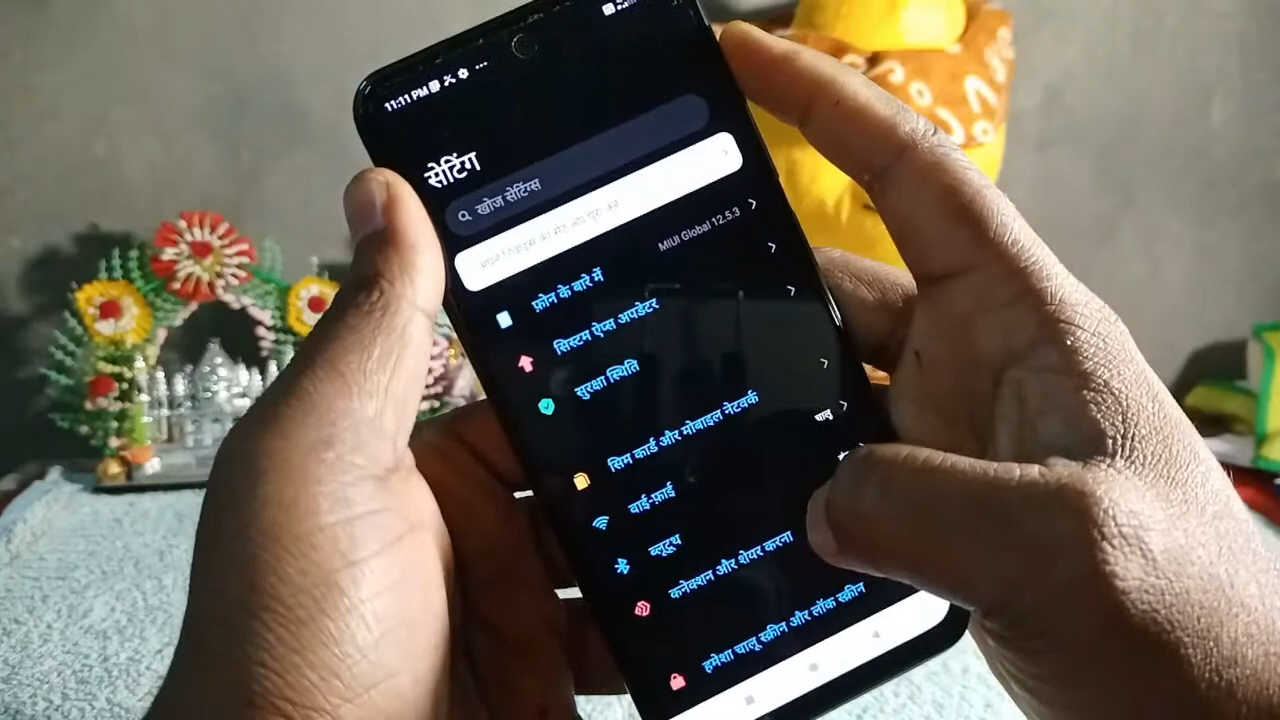 11:11 PM
सेटिंग
खोज सेटिंग्स
MIUI Global 12.5.3
फ़ोन के बारे में
सिस्टम ऐप्स अपडेटर
सुरक्षा स्थिति
सिम कार्ड और मोबाइल नेटवर्क
चालू
वाई-फ़ाई
ब्लूटूथ
कनेक्शन और शेयर करना
हमेशा चालू स्क्रीन और लॉक स्क्रीन